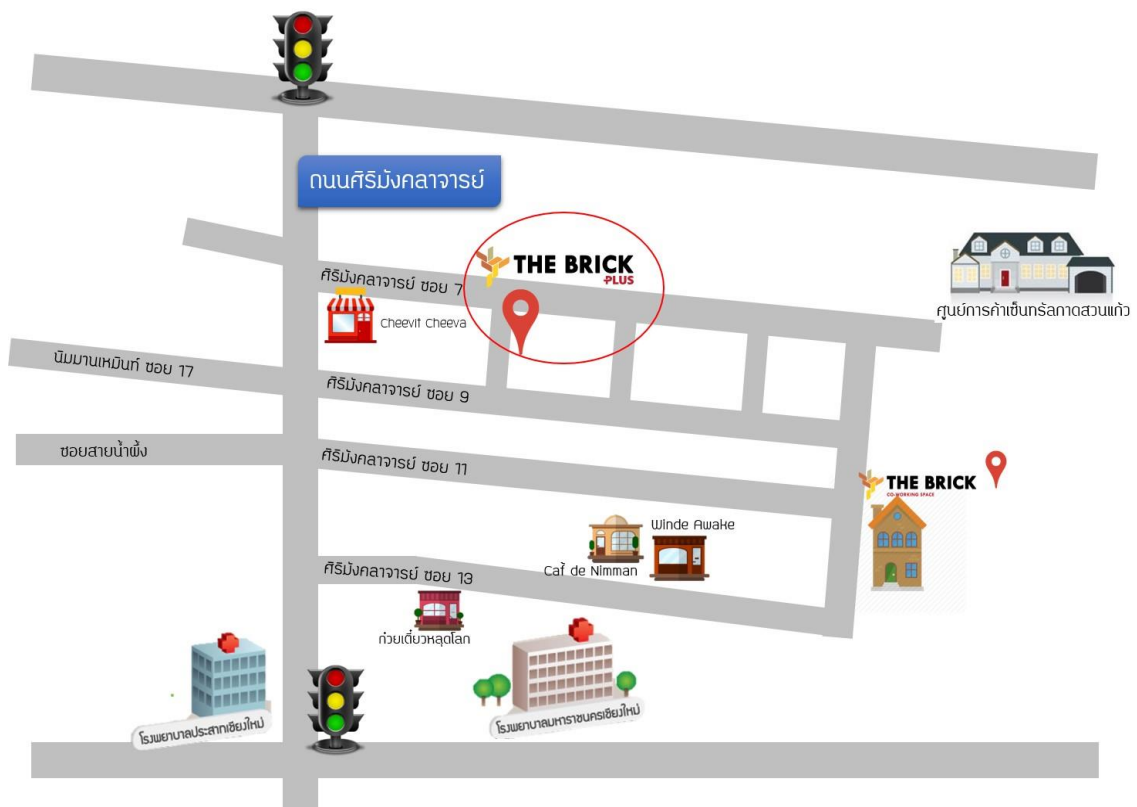 ถนนศิริมังคลาจารย์
THE BRICK
PLUS
ศิริมังคลาจารย์ ซอย 7
Cheevit Cheeva
ศูนย์การค้าเซ็นทรัลกาดสวนแก้ว
นิมมานเหมินท์ ซอย 17
ศิริมังคลาจารย์ ซอย 9
ซอยสายน้ำผึ้ง
ศิริมังคลาจารย์ ซอย 11
THE BRICK
CO-WORKING SPACE
Winde Awake
Caf de Nimman
ศิริมังคลาจารย์ ซอย 13
ก๋วยเตี๋ยวหลุดโลก
โรงพยาบาลประสาทเชียงใหม่
โรงพยาบาลมหาราชนครเชียงใหม่